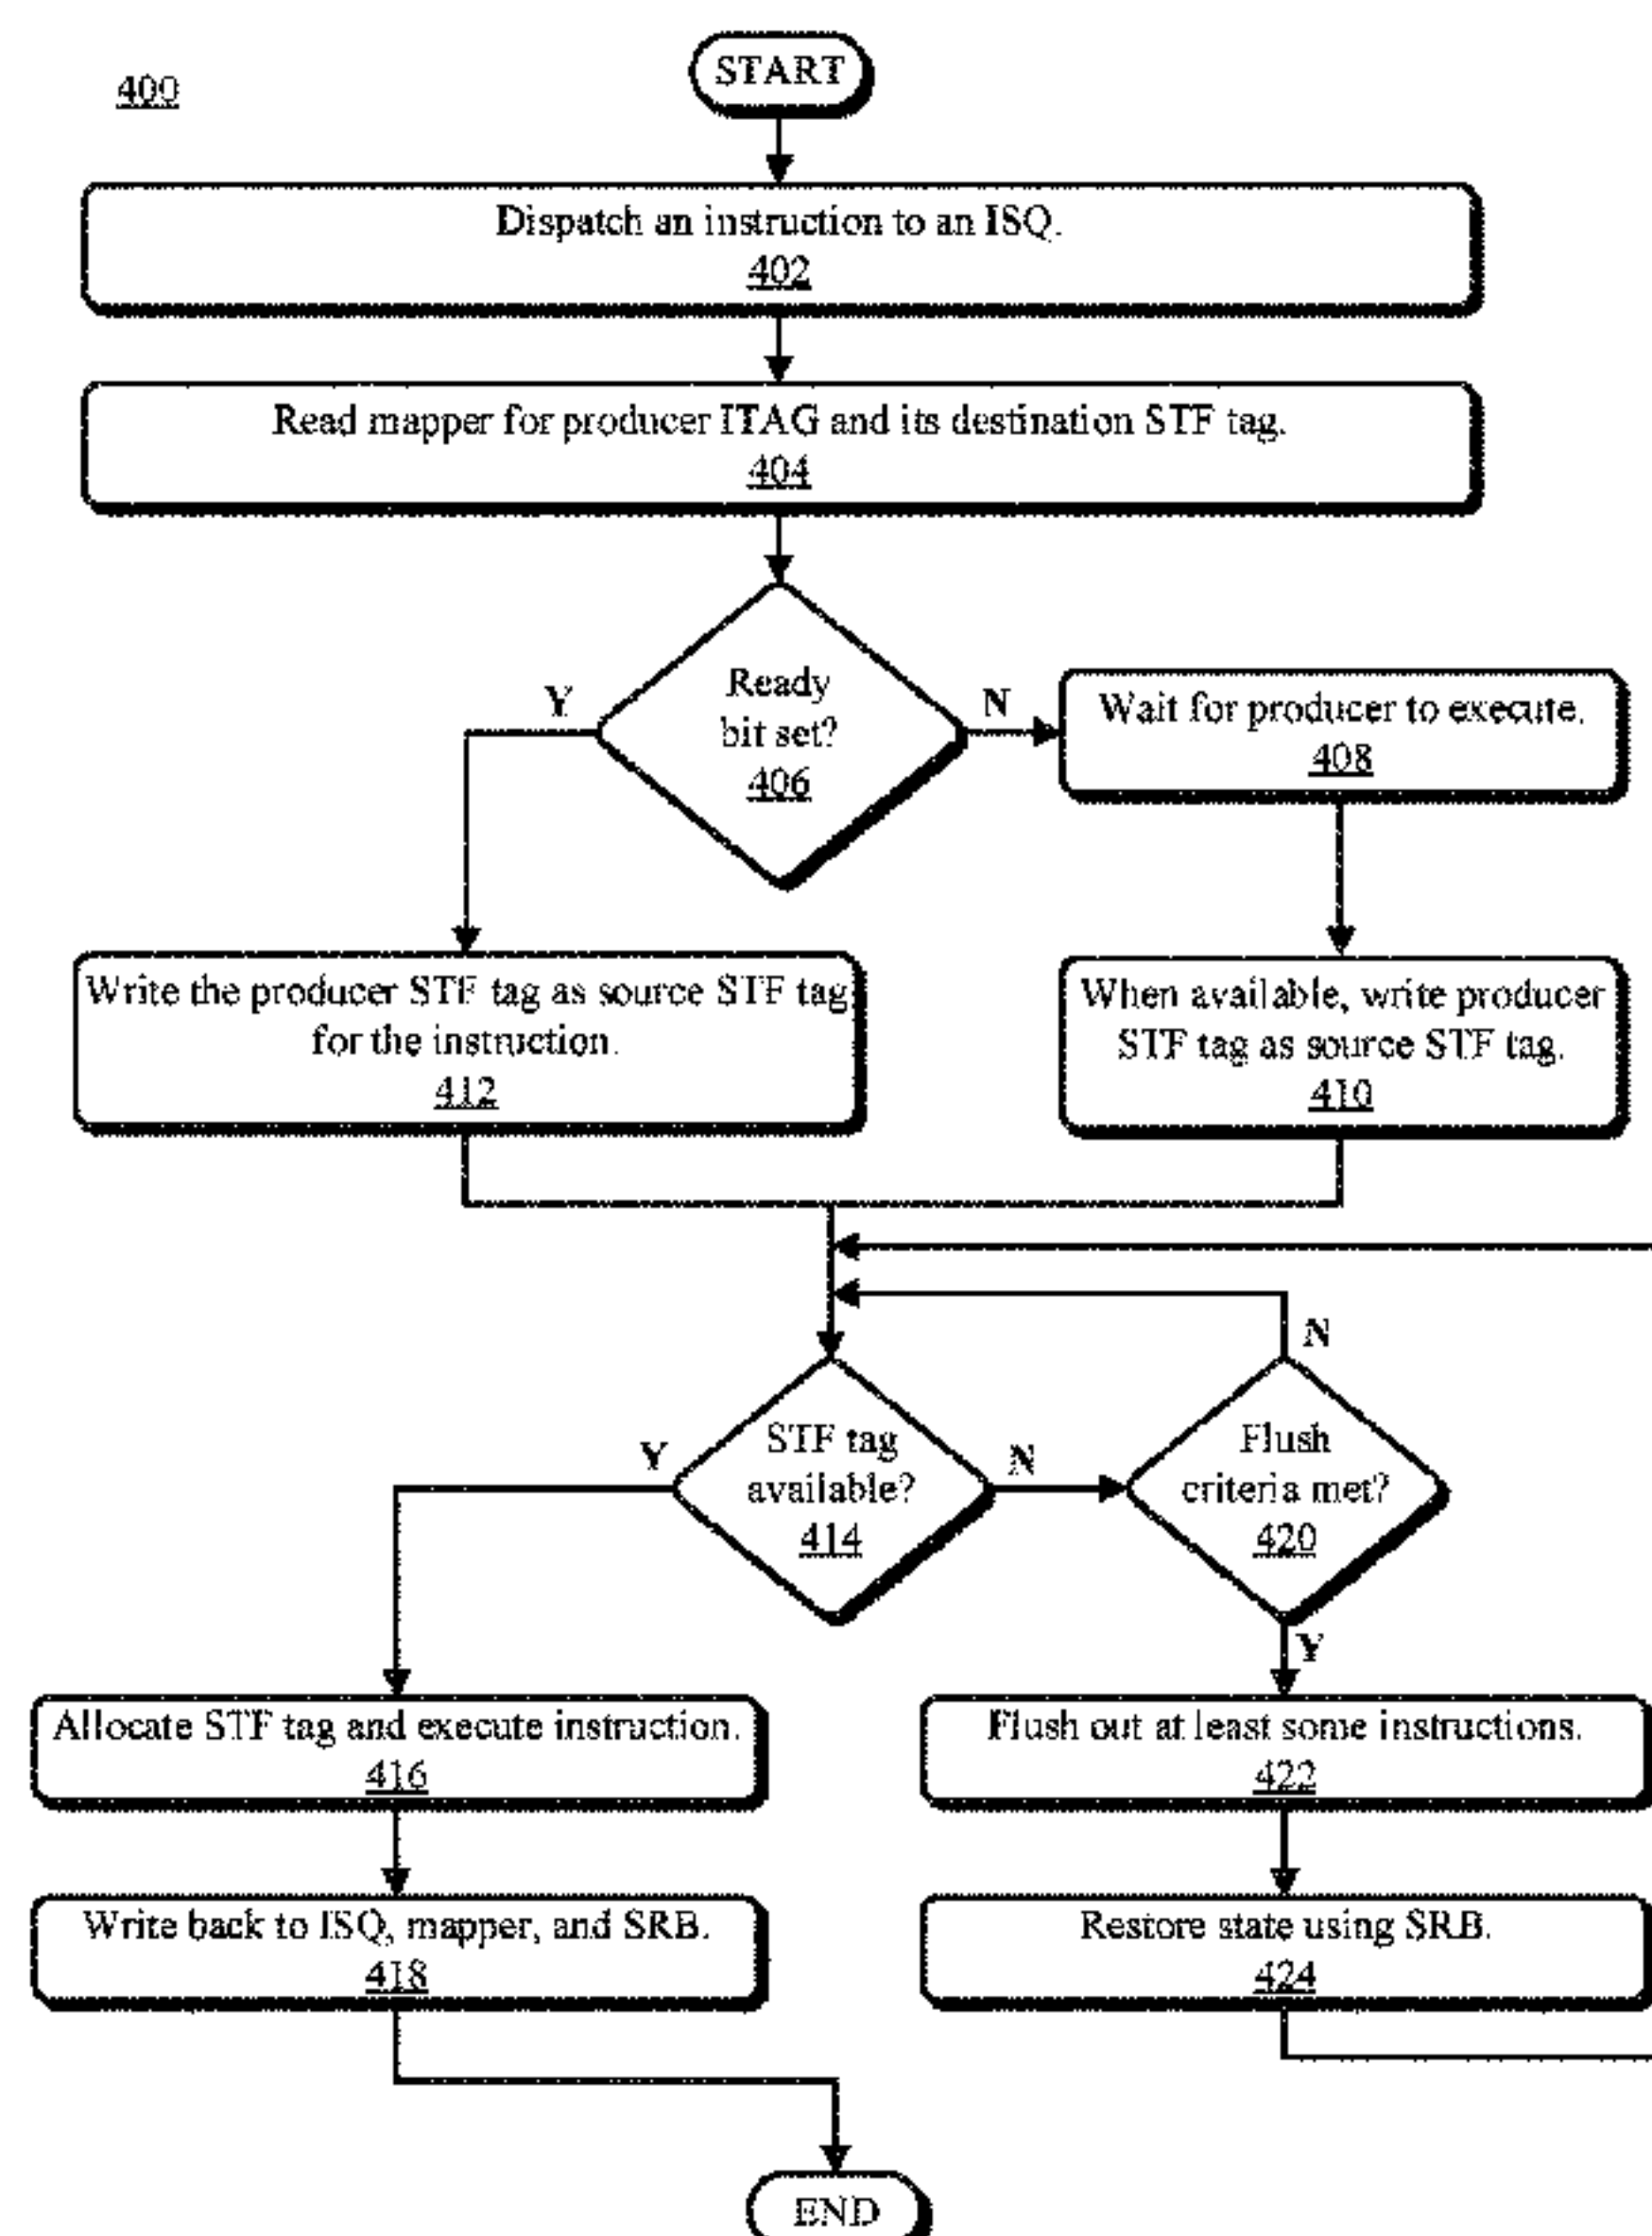 400
START
Dispatch an instruction to an ISQ.
402
Read mapper for producer ITAG and its destination STF tag.
404
Ready
bit set?
406
Y
N
Wait for producer to execute.
408
Write the producer STF tag as source STF tag
for the instruction.
412
When available, write producer
STF tag as source STF tag.
410
STF tag
available?
414
Y
N
Flush
criteria met?
420
N
Y
Allocate STF tag and execute instruction.
416
Flush out at least some instructions.
422
Write back to ISQ, mapper, and SRB.
418
Restore state using SRB.
424
END